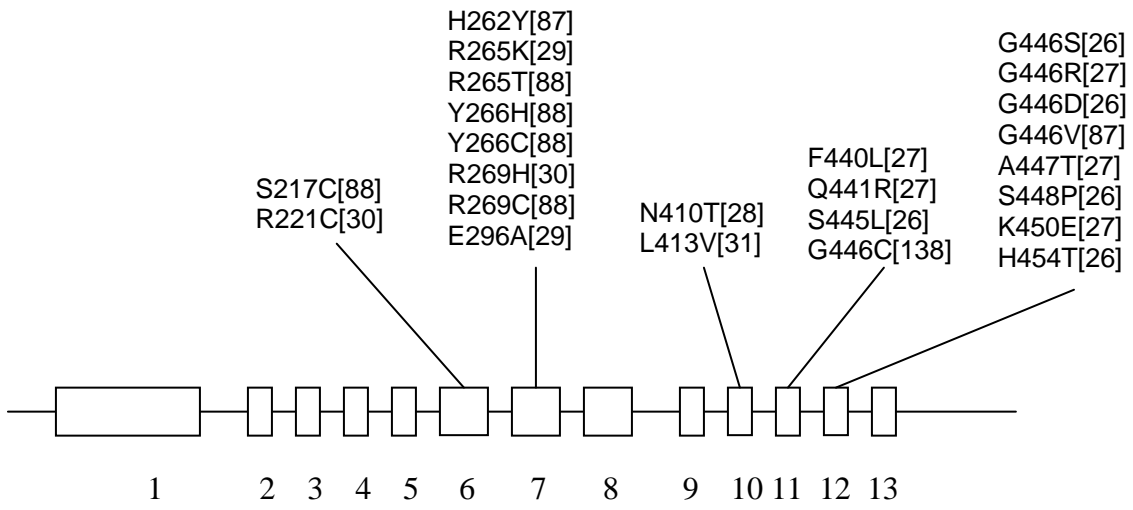 S217C[88]
R221C[30]
H262Y[87]
R265K[29]
R265T[88]
Y266H[88]
Y266C[88]
R269H[30]
R269C[88]
E296A[29]
N410T[28]
L413V[31]
F440L[27]
Q441R[27]
S445L[26]
G446C[138]
G446S[26]
G446R[27]
G446D[26]
G446V[87]
A447T[27]
S448P[26]
K450E[27]
H454T[26]
1 2 3 4 5 6 7 8 9 10 11 12 13